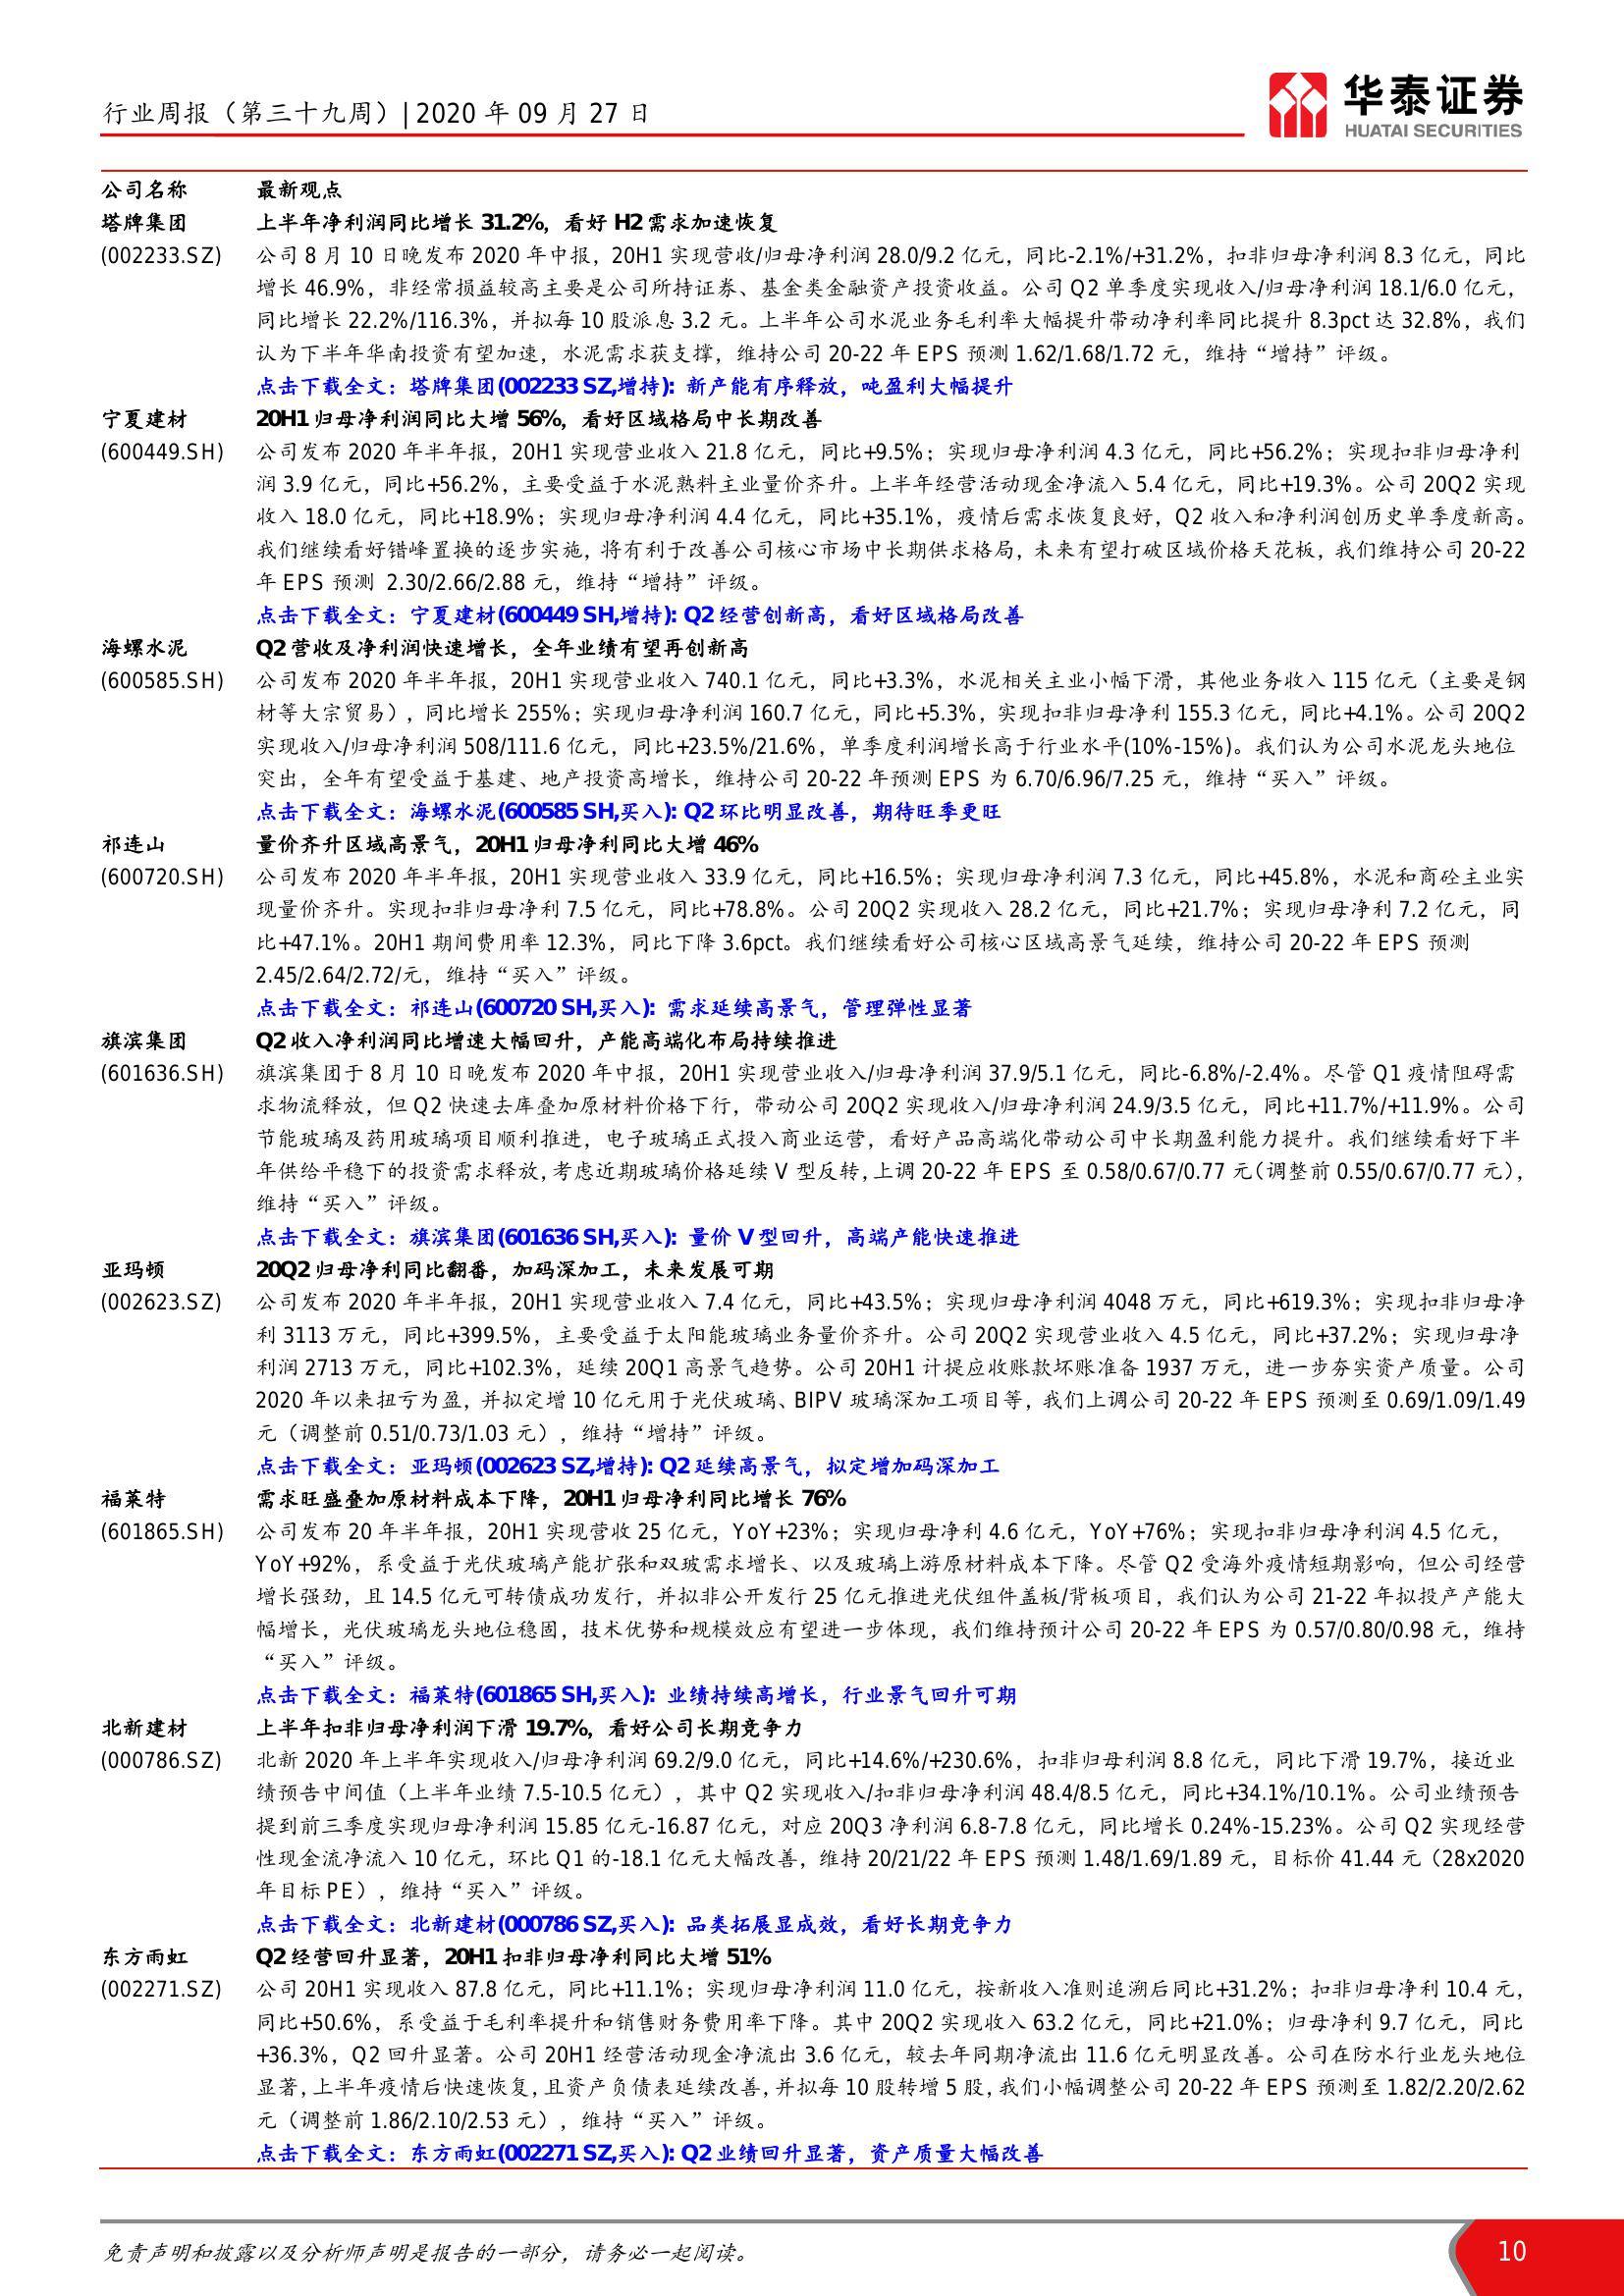 行业周报（第三十九周）| 2020 年 09 月 27 日
华泰证券
HUATAI SECURITIES
公司名称 最新观点
塔牌集团 上半年净利润同比增长 31.2%，看好 H2 需求加速恢复
(002233.SZ) 公司 8 月 10 日晚发布 2020 年中报，20H1 实现营收/归母净利润 28.0/9.2 亿元，同比-2.1%/+31.2%，扣非归母净利润 8.3 亿元，同比
增长 46.9%，非经常损益较高主要是公司所持证券、基金类金融资产投资收益。公司 Q2 单季度实现收入/归母净利润 18.1/6.0 亿元，
同比增长 22.2%/116.3%，并拟每 10 股派息 3.2 元。上半年公司水泥业务毛利率大幅提升带动净利率同比提升 8.3pct 达 32.8%，我们
认为下半年华南投资有望加速，水泥需求获支撑，维持公司 20-22 年 EPS 预测 1.62/1.68/1.72 元，维持“增持”评级。
点击下载全文：塔牌集团(002233 SZ,增持): 新产能有序释放，吨盈利大幅提升
宁夏建材 20H1 归母净利润同比大增 56%，看好区域格局中长期改善
(600449.SH) 公司发布 2020 年半年报，20H1 实现营业收入 21.8 亿元，同比+9.5%；实现归母净利润 4.3 亿元，同比+56.2%；实现扣非归母净利
润 3.9 亿元，同比+56.2%，主要受益于水泥熟料主业量价齐升。上半年经营活动现金净流入 5.4 亿元，同比+19.3%。公司 20Q2 实现
收入 18.0 亿元，同比+18.9%；实现归母净利润 4.4 亿元，同比+35.1%，疫情后需求恢复良好，Q2 收入和净利润创历史单季度新高。
我们继续看好错峰置换的逐步实施，将有利于改善公司核心市场中长期供求格局，未来有望打破区域价格天花板，我们维持公司 20-22
年 EPS 预测 2.30/2.66/2.88 元，维持“增持”评级。
点击下载全文：宁夏建材(600449 SH,增持): Q2 经营创新高，看好区域格局改善
海螺水泥 Q2 营收及净利润快速增长，全年业绩有望再创新高
(600585.SH) 公司发布 2020 年半年报，20H1 实现营业收入 740.1 亿元，同比+3.3%，水泥相关主业小幅下滑，其他业务收入 115 亿元（主要是钢
材等大宗贸易），同比增长 255%；实现归母净利润 160.7 亿元，同比+5.3%，实现扣非归母净利 155.3 亿元，同比+4.1%。公司 20Q2
实现收入/归母净利润 508/111.6 亿元，同比+23.5%/21.6%，单季度利润增长高于行业水平(10%-15%)。我们认为公司水泥龙头地位
突出，全年有望受益于基建、地产投资高增长，维持公司 20-22 年预测 EPS 为 6.70/6.96/7.25 元，维持“买入”评级。
点击下载全文：海螺水泥(600585 SH,买入): Q2 环比明显改善，期待旺季更旺
祁连山 量价齐升区域高景气，20H1 归母净利同比大增 46%
(600720.SH) 公司发布 2020 年半年报，20H1 实现营业收入 33.9 亿元，同比+16.5%；实现归母净利润 7.3 亿元，同比+45.8%，水泥和商砼主业实
现量价齐升。实现扣非归母净利 7.5 亿元，同比+78.8%。公司 20Q2 实现收入 28.2 亿元，同比+21.7%；实现归母净利 7.2 亿元，同
比+47.1%。20H1 期间费用率 12.3%，同比下降 3.6pct。我们继续看好公司核心区域高景气延续，维持公司 20-22 年 EPS 预测
2.45/2.64/2.72/元，维持“买入”评级。
点击下载全文：祁连山(600720 SH,买入): 需求延续高景气，管理弹性显著
旗滨集团 Q2 收入净利润同比增速大幅回升，产能高端化布局持续推进
(601636.SH) 旗滨集团于 8 月 10 日晚发布 2020 年中报，20H1 实现营业收入/归母净利润 37.9/5.1 亿元，同比-6.8%/-2.4%。尽管 Q1 疫情阻碍需
求物流释放，但 Q2 快速去库叠加原材料价格下行，带动公司 20Q2 实现收入/归母净利润 24.9/3.5 亿元，同比+11.7%/+11.9%。公司
节能玻璃及药用玻璃项目顺利推进，电子玻璃正式投入商业运营，看好产品高端化带动公司中长期盈利能力提升。我们继续看好下半
年供给平稳下的投资需求释放，考虑近期玻璃价格延续 V 型反转，上调 20-22 年 EPS 至 0.58/0.67/0.77 元（调整前 0.55/0.67/0.77 元），
维持“买入”评级。
点击下载全文：旗滨集团(601636 SH,买入): 量价 V 型回升，高端产能快速推进
亚玛顿 20Q2 归母净利同比翻番，加码深加工，未来发展可期
(002623.SZ) 公司发布 2020 年半年报，20H1 实现营业收入 7.4 亿元，同比+43.5%；实现归母净利润 4048 万元，同比+619.3%；实现扣非归母净
利 3113 万元，同比+399.5%，主要受益于太阳能玻璃业务量价齐升。公司 20Q2 实现营业收入 4.5 亿元，同比+37.2%；实现归母净
利润 2713 万元，同比+102.3%，延续 20Q1 高景气趋势。公司 20H1 计提应收账款坏账准备 1937 万元，进一步夯实资产质量。公司
2020 年以来扭亏为盈，并拟定增 10 亿元用于光伏玻璃、BIPV 玻璃深加工项目等，我们上调公司 20-22 年 EPS 预测至 0.69/1.09/1.49
元（调整前 0.51/0.73/1.03 元），维持“增持”评级。
点击下载全文：亚玛顿(002623 SZ,增持): Q2 延续高景气，拟定增加码深加工
福莱特 需求旺盛叠加原材料成本下降，20H1 归母净利同比增长 76%
(601865.SH) 公司发布 20 年半年报，20H1 实现营收 25 亿元，YoY+23%；实现归母净利 4.6 亿元，YoY+76%；实现扣非归母净利润 4.5 亿元，
YoY+92%，系受益于光伏玻璃产能扩张和双玻需求增长、以及玻璃上游原材料成本下降。尽管 Q2 受海外疫情短期影响，但公司经营
增长强劲，且 14.5 亿元可转债成功发行，并拟非公开发行 25 亿元推进光伏组件盖板/背板项目，我们认为公司 21-22 年拟投产产能大
幅增长，光伏玻璃龙头地位稳固，技术优势和规模效应有望进一步体现，我们维持预计公司 20-22 年 EPS 为 0.57/0.80/0.98 元，维持
“买入”评级。
点击下载全文：福莱特(601865 SH,买入): 业绩持续高增长，行业景气回升可期
北新建材 上半年扣非归母净利润下滑 19.7%，看好公司长期竞争力
(000786.SZ) 北新 2020 年上半年实现收入/归母净利润 69.2/9.0 亿元，同比+14.6%/+230.6%，扣非归母利润 8.8 亿元，同比下滑 19.7%，接近业
绩预告中间值（上半年业绩 7.5-10.5 亿元），其中 Q2 实现收入/扣非归母净利润 48.4/8.5 亿元，同比+34.1%/10.1%。公司业绩预告
提到前三季度实现归母净利润 15.85 亿元-16.87 亿元，对应 20Q3 净利润 6.8-7.8 亿元，同比增长 0.24%-15.23%。公司 Q2 实现经营
性现金流净流入 10 亿元，环比 Q1 的-18.1 亿元大幅改善，维持 20/21/22 年 EPS 预测 1.48/1.69/1.89 元，目标价 41.44 元（28x2020
年目标 PE），维持“买入”评级。
点击下载全文：北新建材(000786 SZ,买入): 品类拓展显成效，看好长期竞争力
东方雨虹 Q2 经营回升显著，20H1 扣非归母净利同比大增 51%
(002271.SZ) 公司 20H1 实现收入 87.8 亿元，同比+11.1%；实现归母净利润 11.0 亿元，按新收入准则追溯后同比+31.2%；扣非归母净利 10.4 元，
同比+50.6%，系受益于毛利率提升和销售财务费用率下降。其中 20Q2 实现收入 63.2 亿元，同比+21.0%；归母净利 9.7 亿元，同比
+36.3%，Q2 回升显著。公司 20H1 经营活动现金净流出 3.6 亿元，较去年同期净流出 11.6 亿元明显改善。公司在防水行业龙头地位
显著，上半年疫情后快速恢复，且资产负债表延续改善，并拟每 10 股转增 5 股，我们小幅调整公司 20-22 年 EPS 预测至 1.82/2.20/2.62
元（调整前 1.86/2.10/2.53 元），维持“买入”评级。
点击下载全文：东方雨虹(002271 SZ,买入): Q2 业绩回升显著，资产质量大幅改善
免责声明和披露以及分析师声明是报告的一部分，请务必一起阅读。 10